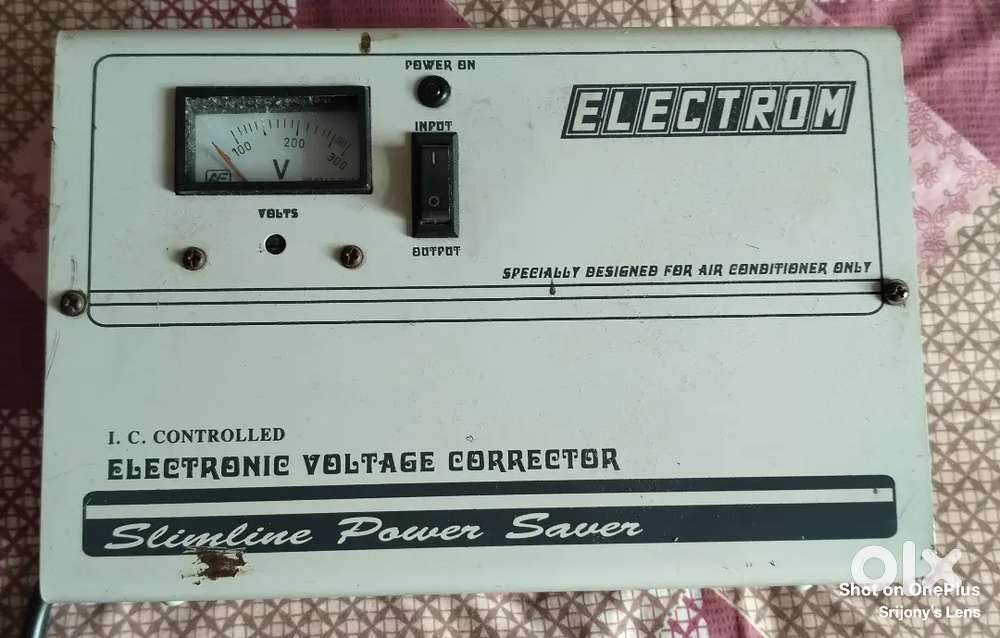 POWER ON
ELECTROM
INPUT
100 200 300
V
VOLTS
OUTPUT
SPECIALLY DESIGNED FOR AIR CONDITIONER ONLY
I. C. CONTROLLED
ELECTRONIC VOLTAGE CORRECTOR
Slimline Power Saver
olx
Shot on OnePlus
Srijony's Lens